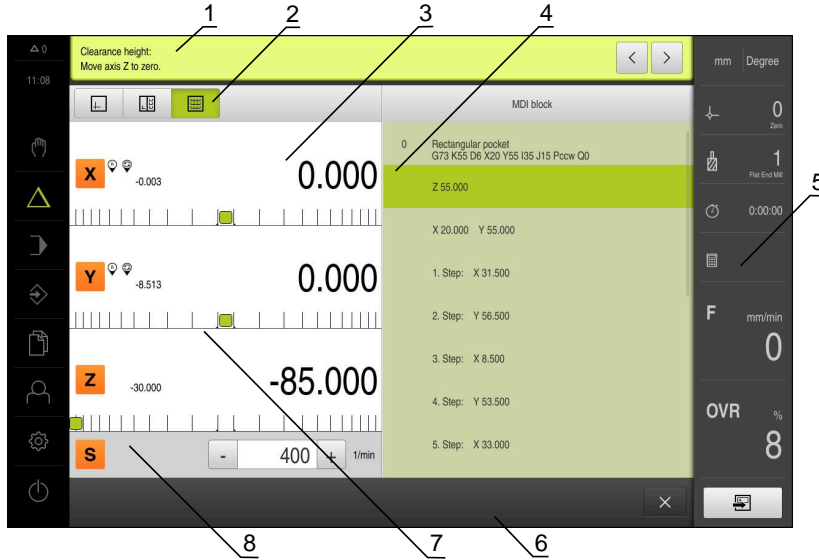 1
2
3
4
△ 0
11:08
Clearance height:
Move axis Z to zero.
< >
mm Degree
MDI block
0
Zero
1
Flat End Mill
0:00:00
5
F mm/min
0
OVR %
8
X
-0.003
0.000
Y
-8.513
0.000
Z
-30.000
-85.000
S
- 400 + 1/min
0 Rectangular pocket
G73 K55 D6 X20 Y55 I35 J15 Pccw Q0
Z 55.000
X 20.000 Y 55.000
1. Step: X 31.500
2. Step: Y 56.500
3. Step: X 8.500
4. Step: Y 53.500
5. Step: X 33.000
8
7
6